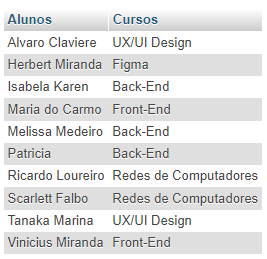 Alunos Cursos
Alvaro Claviere UX/UI Design
Herbert Miranda Figma
Isabela Karen Back-End
Maria do Carmo Front-End
Melissa Medeiro Back-End
Patricia Back-End
Ricardo Loureiro Redes de Computadores
Scarlett Falbo Redes de Computadores
Tanaka Marina UX/UI Design
Vinicius Miranda Front-End